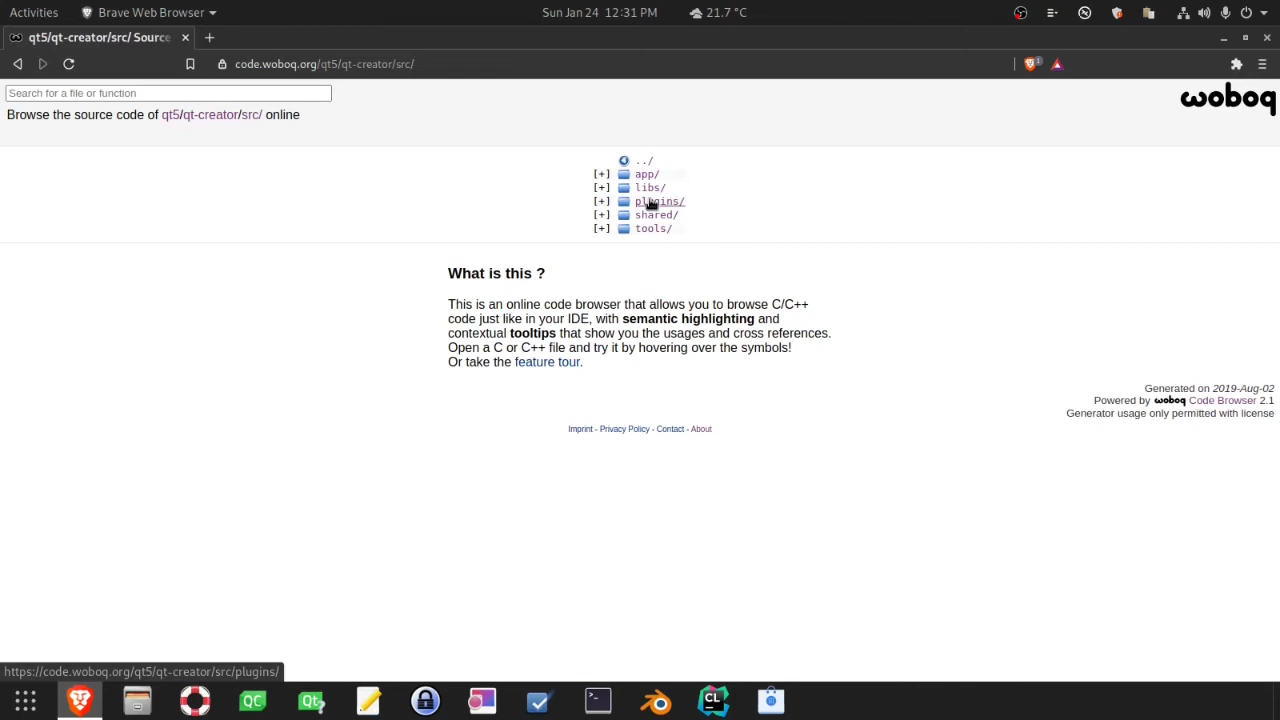 Activities
Brave Web Browser
Sun Jan 24 12:31 PM
21.7 °C
qt5/qt-creator/src/ Source
code.woboq.org/qt5/qt-creator/src/
1
Search for a file or function
woboq
Browse the source code of qt5/qt-creator/src/ online
../
[+] app/
[+] libs/
[+] plugins/
[+] shared/
[+] tools/
What is this ?
This is an online code browser that allows you to browse C/C++
code just like in your IDE, with semantic highlighting and
contextual tooltips that show you the usages and cross references.
Open a C or C++ file and try it by hovering over the symbols!
Or take the feature tour.
Generated on 2019-Aug-02
Powered by woboq Code Browser 2.1
Generator usage only permitted with license
Imprint - Privacy Policy - Contact - About
https://code.woboq.org/qt5/qt-creator/src/plugins/
QC
Qt?
>_
CL